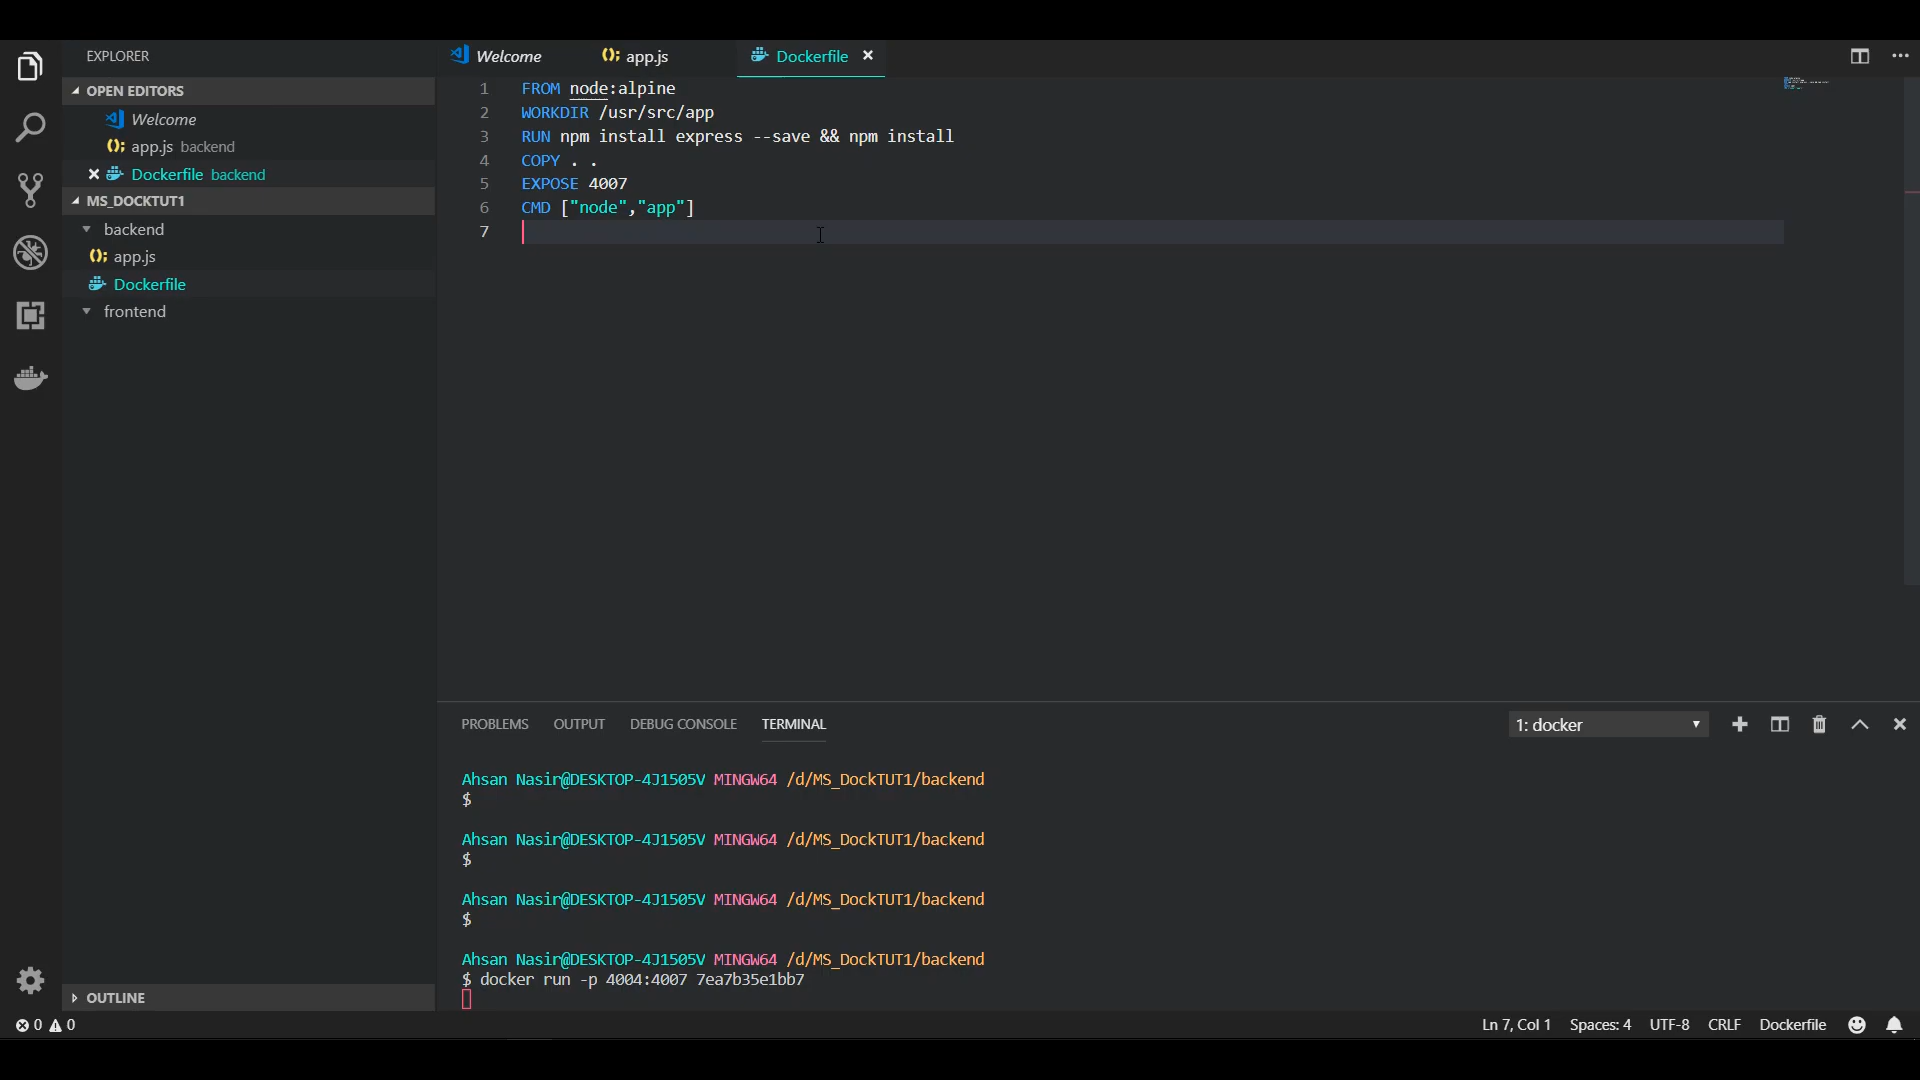 EXPLORER
OPEN EDITORS
Welcome
app.js backend
Dockerfile backend
MS_DOCKTUT1
backend
app.js
Dockerfile
frontend
OUTLINE
Welcome app.js Dockerfile
1 FROM node:alpine
2 WORKDIR /usr/src/app
3 RUN npm install express --save && npm install
4 COPY . .
5 EXPOSE 4007
6 CMD ["node","app"]
7
PROBLEMS OUTPUT DEBUG CONSOLE TERMINAL 1: docker
Ahsan Nasir@DESKTOP-4J1505V MINGW64 /d/MS_DockTUT1/backend
$
Ahsan Nasir@DESKTOP-4J1505V MINGW64 /d/MS_DockTUT1/backend
$
Ahsan Nasir@DESKTOP-4J1505V MINGW64 /d/MS_DockTUT1/backend
$
Ahsan Nasir@DESKTOP-4J1505V MINGW64 /d/MS_DockTUT1/backend
$ docker run -p 4004:4007 7ea7b35e1bb7
0 0 Ln 7, Col 1 Spaces: 4 UTF-8 CRLF Dockerfile